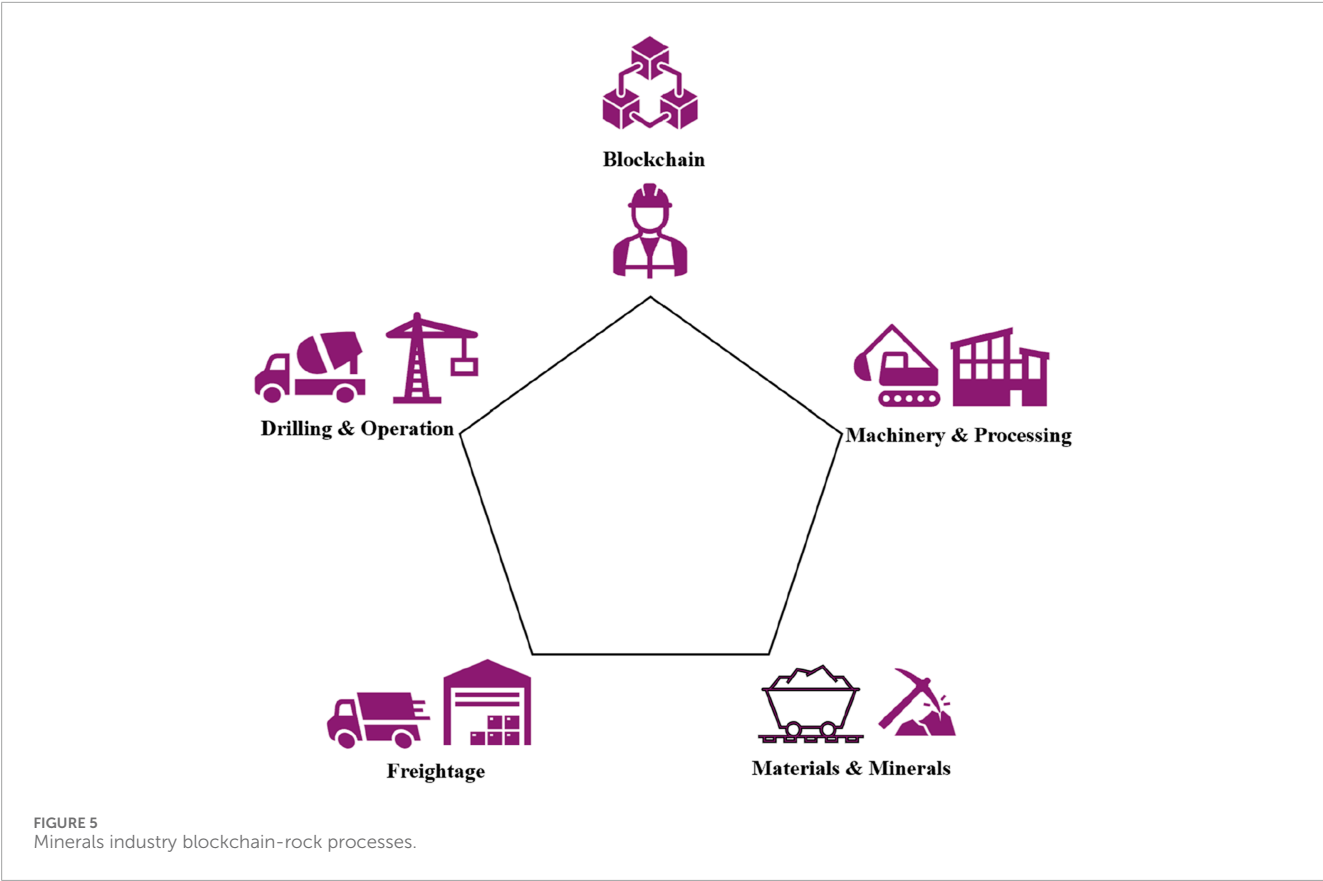 Blockchain
Drilling & Operation
Machinery & Processing
Freightage
Materials & Minerals
FIGURE 5
Minerals industry blockchain-rock processes.